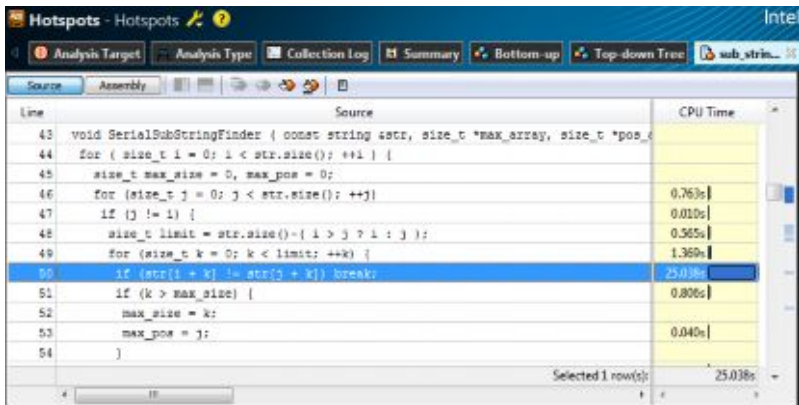 Hotspots - Hotspots ? Inte
Analysis Target Analysis Type Collection Log Summary Bottom-up Top-down Tree sub_strin...
Source Assembly
Line Source CPU Time
43 void SerialSubStringFinder ( const string &str, size_t *max_array, size_t *pos_
44 for ( size_t i = 0; i < str.size(); ++i ) {
45 size_t max_size = 0, max_pos = 0;
46 for (size_t j = 0; j < str.size(); ++j) 0.763s
47 if (j != i) { 0.010s
48 size_t limit = str.size()-( i > j ? i : j ); 0.565s
49 for (size_t k = 0; k < limit; ++k) { 1.369s
50 if (str[i + k] != str[j + k]) break; 25.038s
51 if (k > max_size) { 0.806s
52 max_size = k;
53 max_pos = j; 0.040s
54 }
Selected 1 row(s): 25.038s